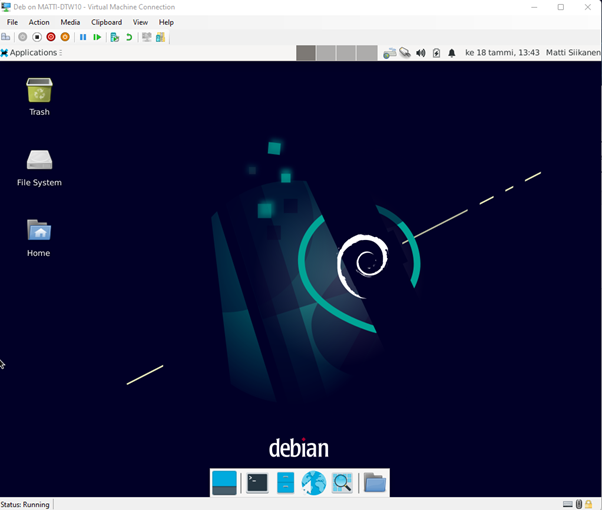 Deb on MATTI-DTW10 - Virtual Machine Connection
File Action Media Clipboard View Help
Applications ke 18 tammi, 13:43 Matti Siikanen
Trash
File System
Home
debian
Status: Running